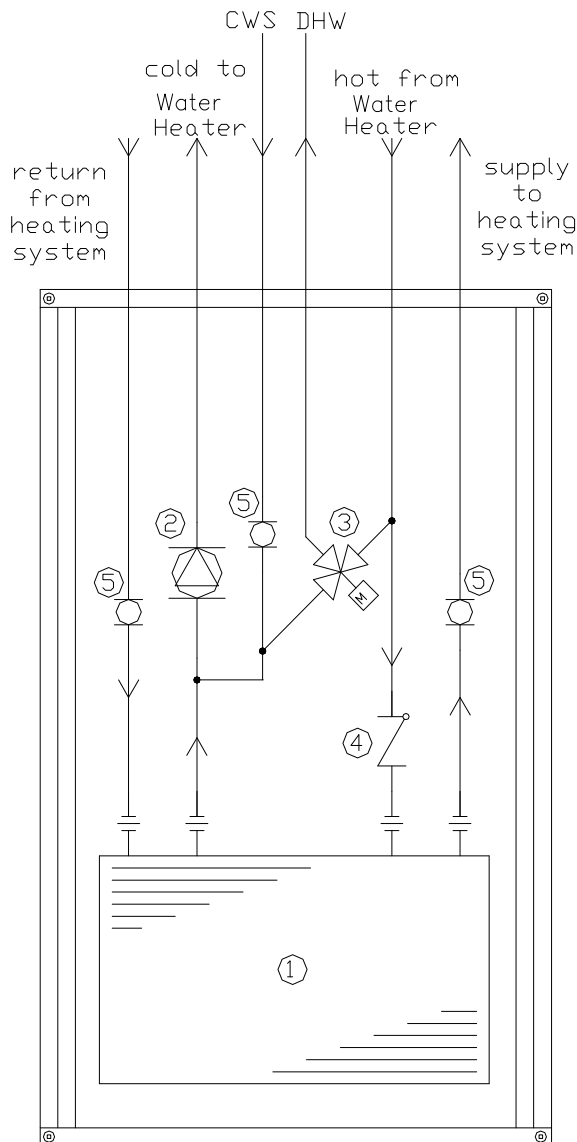 CWS DHW
cold to
Water
Heater
hot from
Water
Heater
return
from
heating
system
supply
to
heating
system
5
2
3
5
5
M
4
1